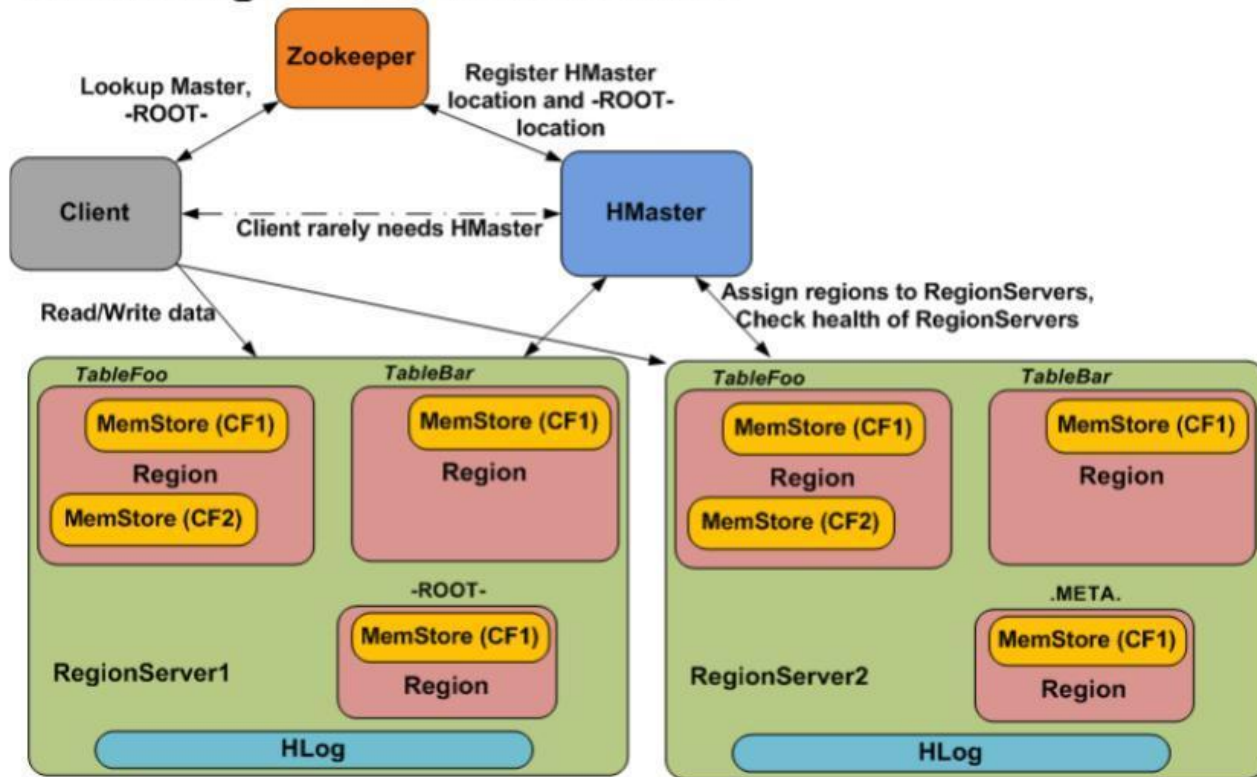 Zookeeper
Lookup Master,
-ROOT-
Register HMaster
location and -ROOT-
location
Client
HMaster
Client rarely needs HMaster
Read/Write data
Assign regions to RegionServers,
Check health of RegionServers
TableFoo
TableBar
MemStore (CF1)
MemStore (CF1)
Region
Region
MemStore (CF2)
-ROOT-
MemStore (CF1)
RegionServer1
Region
HLog
TableFoo
TableBar
MemStore (CF1)
MemStore (CF1)
Region
Region
MemStore (CF2)
.META.
MemStore (CF1)
RegionServer2
Region
HLog